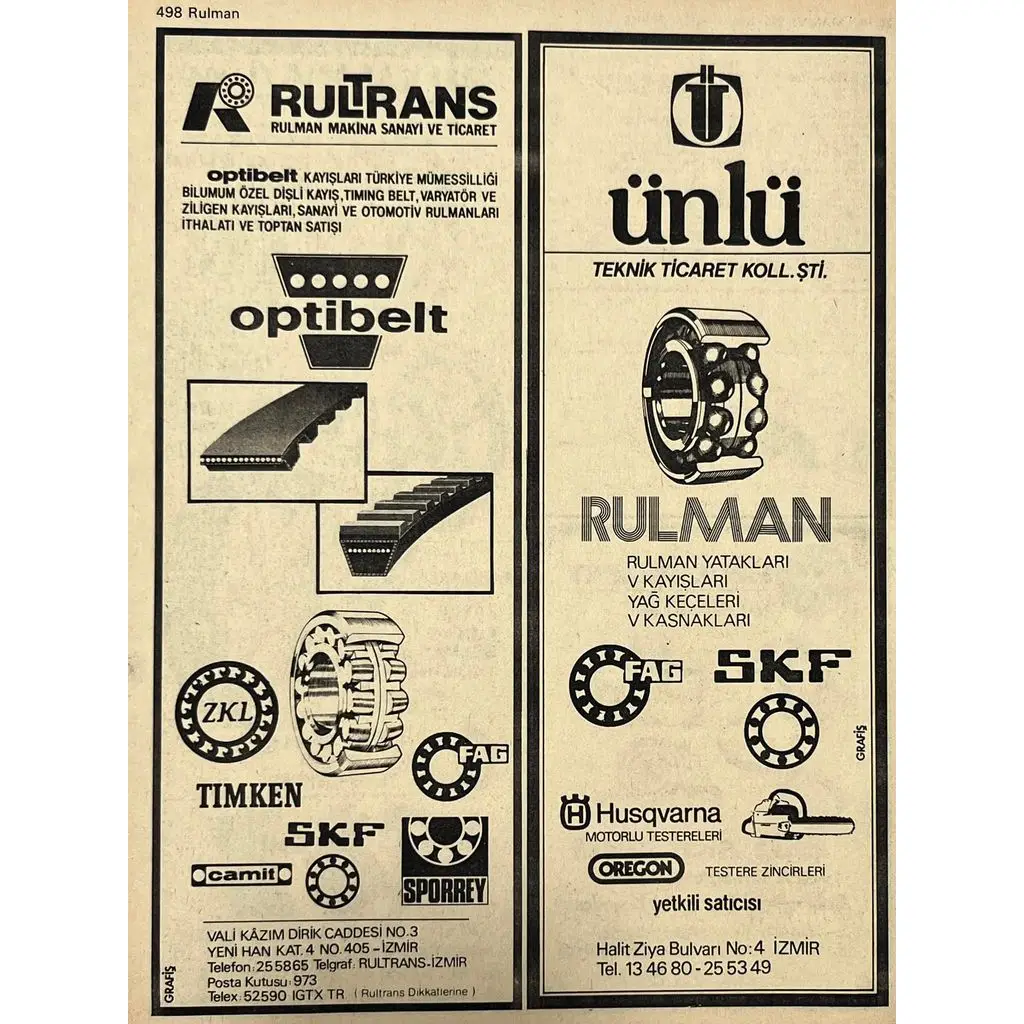 498 Rulman
RULTRANS
RULMAN MAKİNA SANAYİ VE TİCARET
optibelt KAYIŞLARI TÜRKİYE MÜMESSİLLİĞİ
BİLUMUM ÖZEL DİŞLİ KAYIŞ, TIMING BELT, VARYATÖR VE
ZİLİGEN KAYIŞLARI, SANAYİ VE OTOMOTİV RULMANLARI
İTHALATI VE TOPTAN SATIŞI
optibelt
ZKL
FAG
TIMKEN
SKF
camit
SPORREY
VALİ KÂZIM DİRİK CADDESİ NO.3
YENİ HAN KAT. 4 NO. 405 - İZMİR
Telefon: 25 58 65 Telgraf: RULTRANS-İZMİR
Posta Kutusu: 973
Telex: 52590 IGTX TR ( Rultrans Dikkatlerine )
GRAFİŞ
ünlü
TEKNİK TİCARET KOLL. ŞTİ.
RULMAN
RULMAN YATAKLARI
V KAYIŞLARI
YAĞ KEÇELERİ
V KASNAKLARI
FAG
SKF
GRAFİŞ
Husqvarna
MOTORLU TESTERELERİ
OREGON TESTERE ZİNCİRLERİ
yetkili satıcısı
Halit Ziya Bulvarı No: 4 İZMİR
Tel. 13 46 80 - 25 53 49